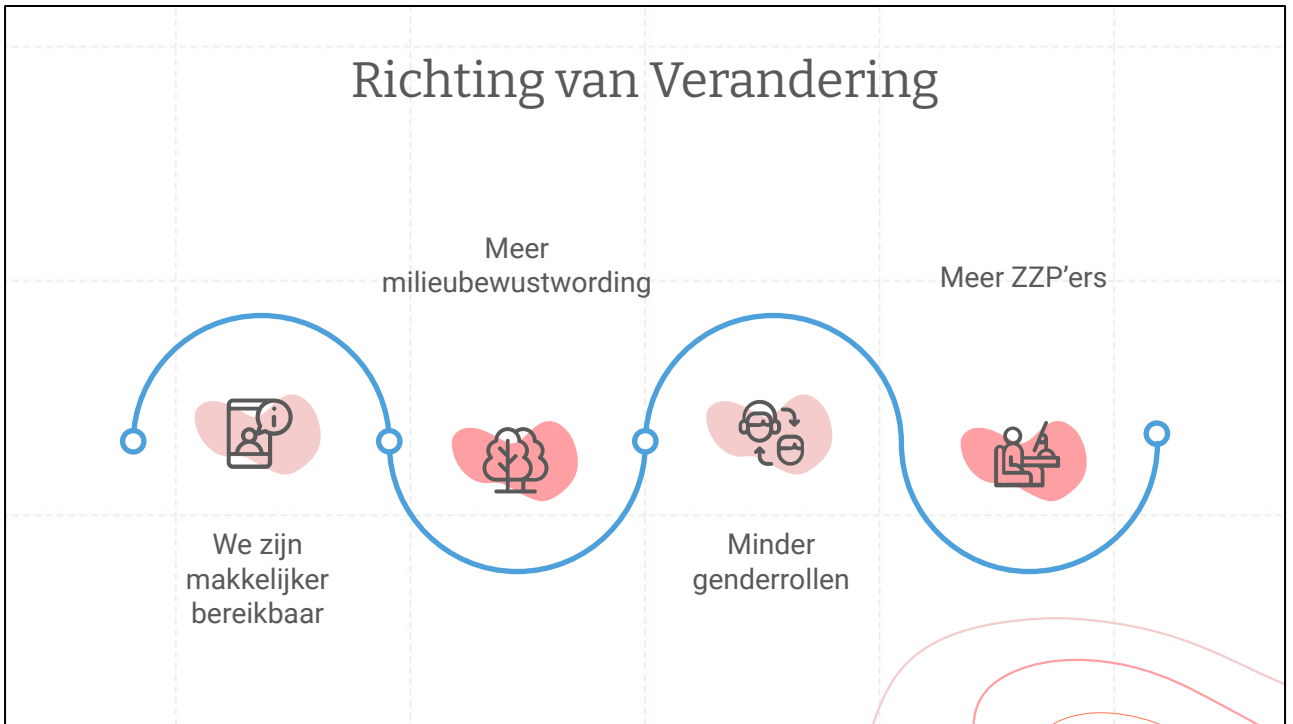 Richting van Verandering
We zijn
makkelijker
bereikbaar
Meer
milieubewustwording
Minder
genderrollen
Meer ZZP’ers